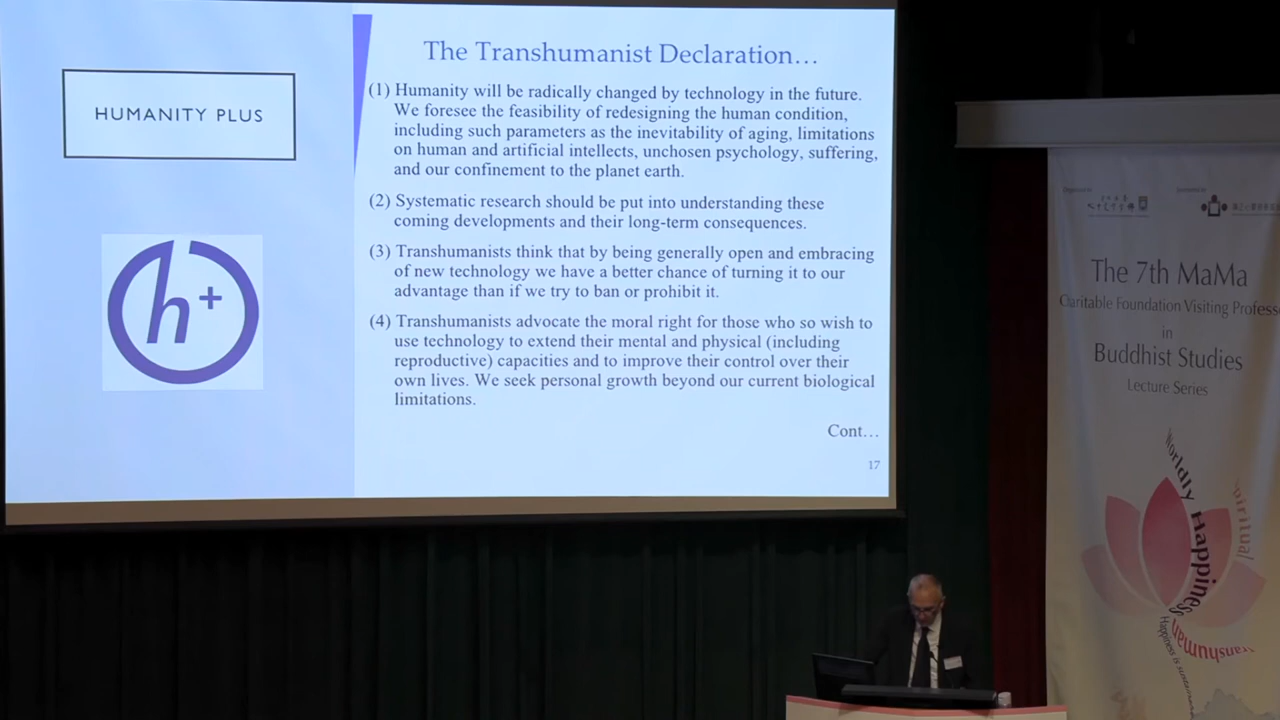 HUMANITY PLUS
h+
The Transhumanist Declaration…
(1) Humanity will be radically changed by technology in the future.
We foresee the feasibility of redesigning the human condition,
including such parameters as the inevitability of aging, limitations
on human and artificial intellects, unchosen psychology, suffering,
and our confinement to the planet earth.
(2) Systematic research should be put into understanding these
coming developments and their long-term consequences.
(3) Transhumanists think that by being generally open and embracing
of new technology we have a better chance of turning it to our
advantage than if we try to ban or prohibit it.
(4) Transhumanists advocate the moral right for those who so wish to
use technology to extend their mental and physical (including
reproductive) capacities and to improve their control over their
own lives. We seek personal growth beyond our current biological
limitations.
Cont…
17
The 7th MaMa
Charitable Foundation Visiting Profess
in
Buddhist Studies
Lecture Series
Worldly Happiness
Spiritual
Transhuman
Happiness is